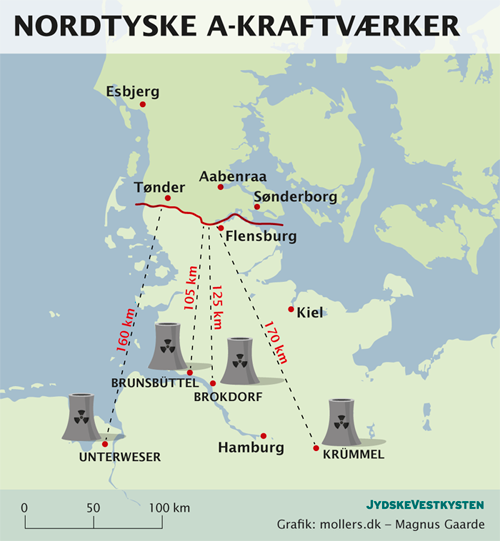 NORDTYSKE A-KRAFTVÆRKER
Esbjerg
Aabenraa
Tønder
Sønderborg
Flensburg
160 km
105 km
125 km
170 km
Kiel
BRUNSBÜTTEL
BROKDORF
Hamburg
UNTERWESER
KRÜMMEL
JYDSKEVESTKYSTEN
0 50 100 km
Grafik: mollers.dk – Magnus Gaarde